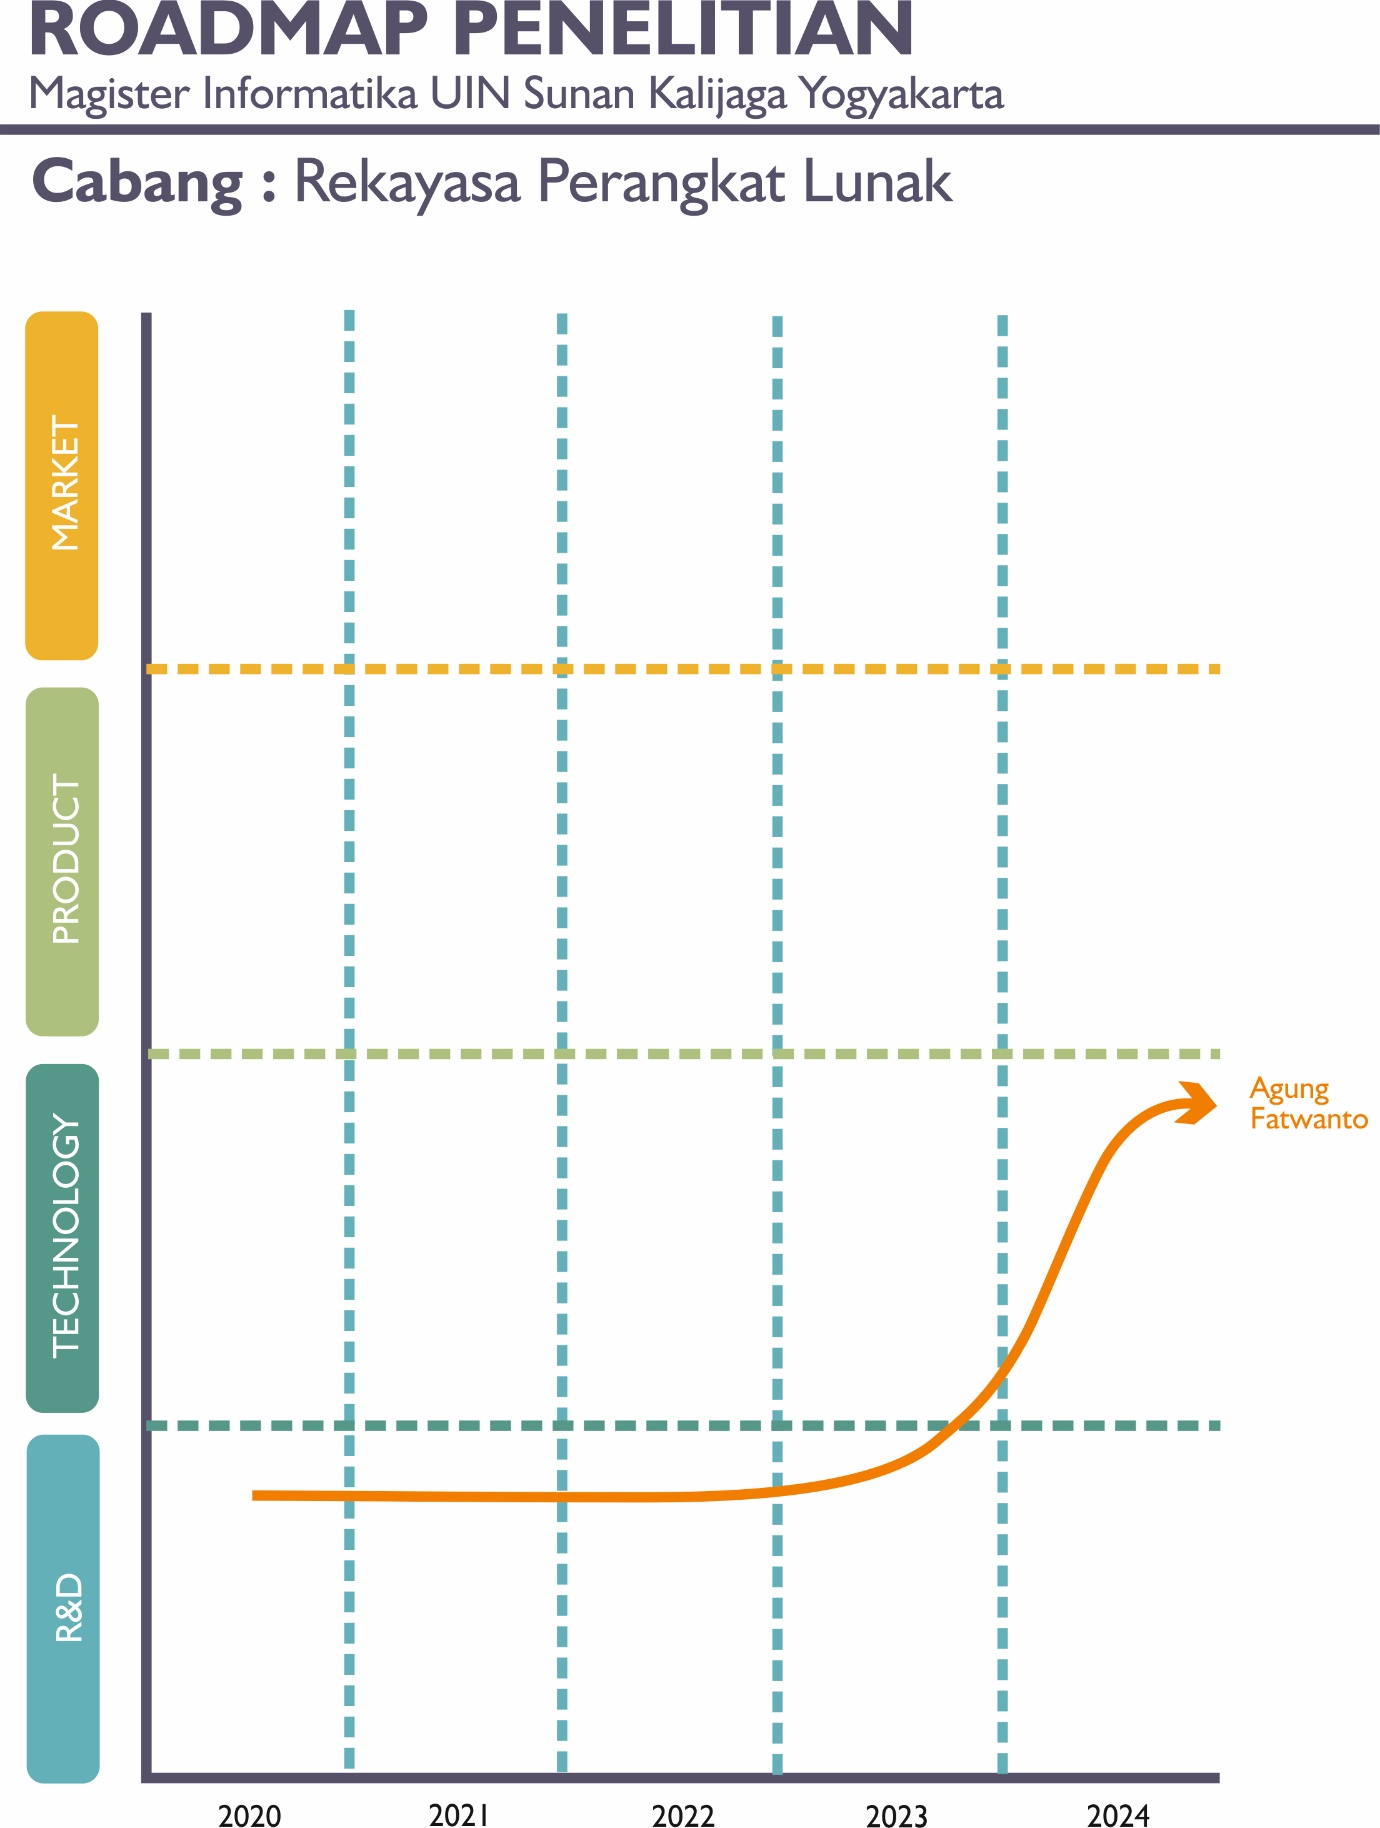 ROADMAP PENELITIAN
Magister Informatika UIN Sunan Kalijaga Yogyakarta
Cabang : Rekayasa Perangkat Lunak
MARKET
PRODUCT
TECHNOLOGY
R&D
Agung
Fatwanto
2020 2021 2022 2023 2024